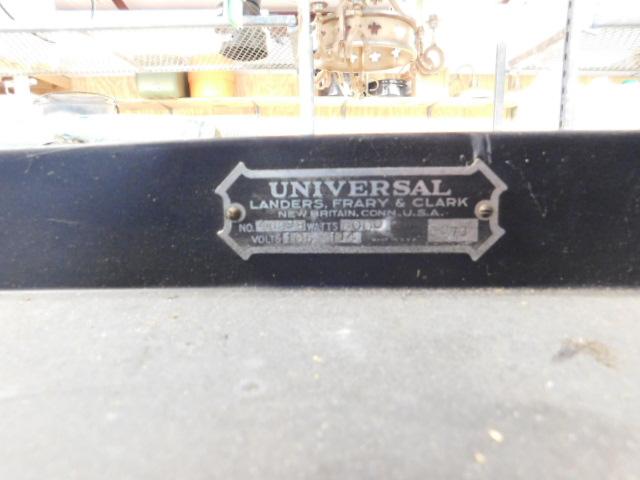 UNIVERSAL
LANDERS, FRARY & CLARK
NEW BRITAIN, CONN., U.S.A.
NO. WATTS
VOLTS